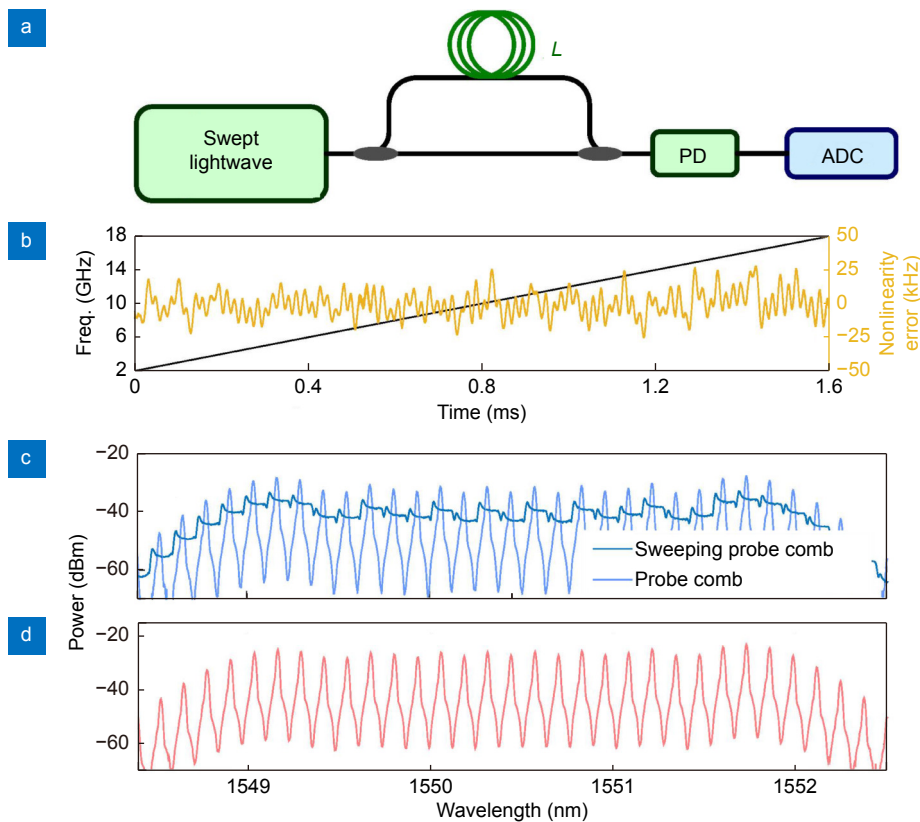 a
L
Swept
lightwave
PD
ADC
b
18
14
10
6
2
Freq. (GHz)
50
25
0
−25
−50
Nonlinearity
error (kHz)
0
0.4
0.8
1.2
1.6
Time (ms)
c
−20
−40
−60
Sweeping probe comb
Probe comb
Power (dBm)
d
−20
−40
−60
1549
1550
1551
1552
Wavelength (nm)